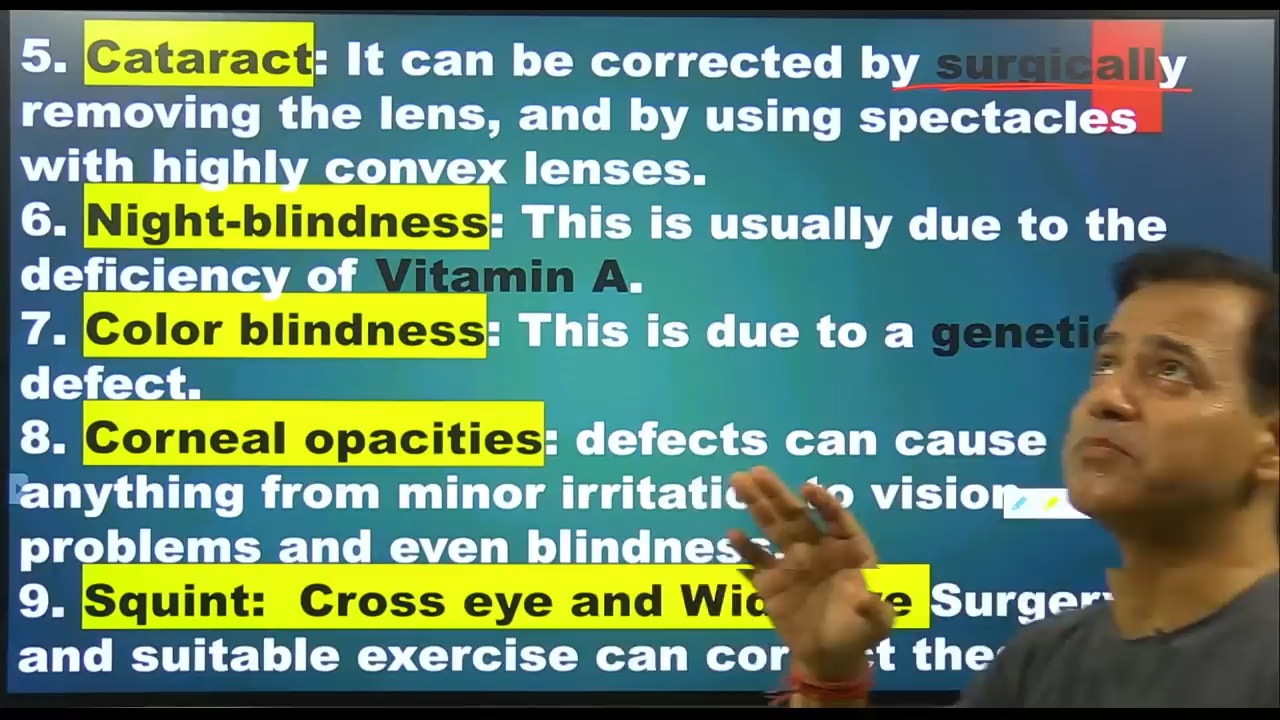 5. Cataract: It can be corrected by surgically
removing the lens, and by using spectacles
with highly convex lenses.
6. Night-blindness: This is usually due to the
deficiency of Vitamin A.
7. Color blindness: This is due to a genetic
defect.
8. Corneal opacities: defects can cause
anything from minor irritation to vision
problems and even blindness.
9. Squint: Cross eye and Surgery
and suitable exercise can correct